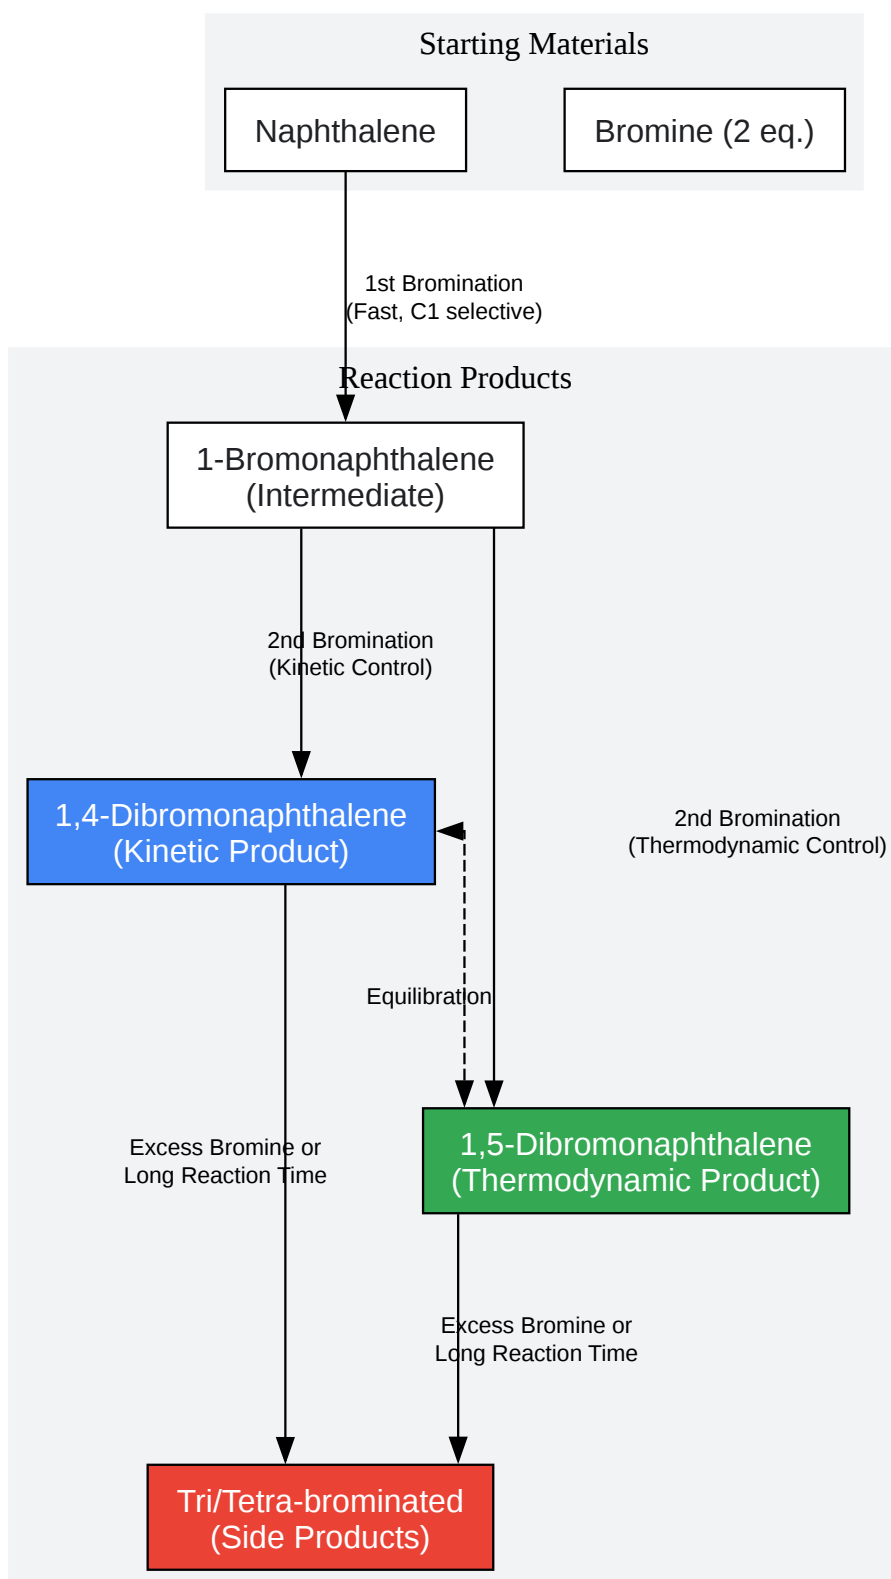 Starting Materials
Naphthalene
Bromine (2 eq.)
1st Bromination
(Fast, C1 selective)
Reaction Products
1-Bromonaphthalene
(Intermediate)
2nd Bromination
(Kinetic Control)
1,4-Dibromonaphthalene
(Kinetic Product)
2nd Bromination
(Thermodynamic Control)
Equilibration
1,5-Dibromonaphthalene
(Thermodynamic Product)
Excess Bromine or
Long Reaction Time
Excess Bromine or
Long Reaction Time
Tri/Tetra-brominated
(Side Products)